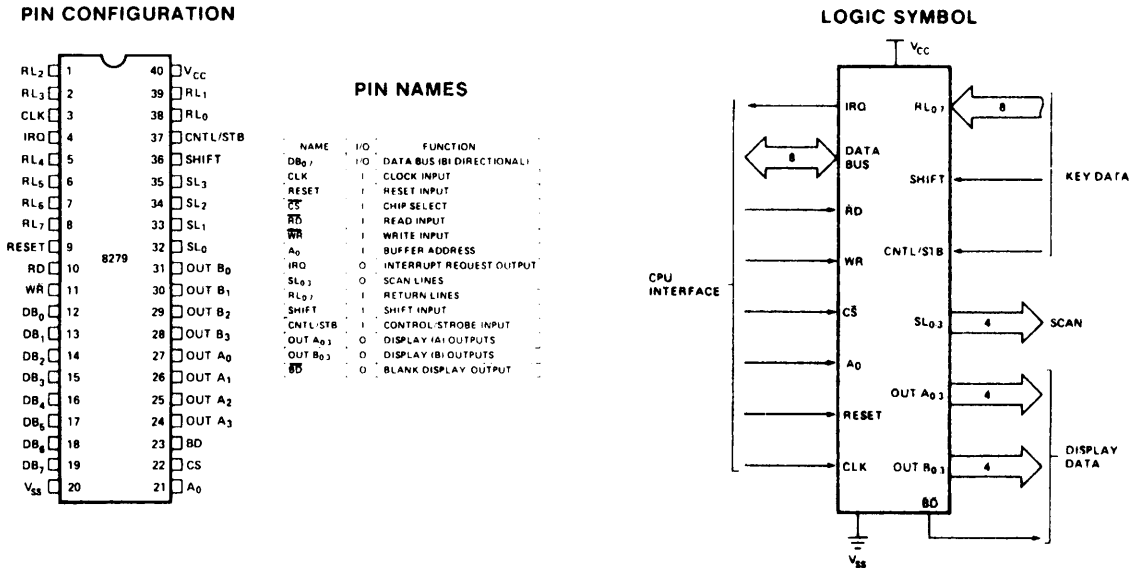 PIN CONFIGURATION
RL2 1 40 VCC
RL3 2 39 RL1
CLK 3 38 RL0
IRQ 4 37 CNTL/STB
RL4 5 36 SHIFT
RL5 6 35 SL3
RL6 7 34 SL2
RL7 8 33 SL1
RESET 9 32 SL0
8279
RD 10 31 OUT B0
WR 11 30 OUT B1
DB0 12 29 OUT B2
DB1 13 28 OUT B3
DB2 14 27 OUT A0
DB3 15 26 OUT A1
DB4 16 25 OUT A2
DB5 17 24 OUT A3
DB6 18 23 BD
DB7 19 22 CS
VSS 20 21 A0
PIN NAMES
NAME I/O FUNCTION
DB0 7 I/O DATA BUS (BI DIRECTIONAL)
CLK I CLOCK INPUT
RESET I RESET INPUT
CS I CHIP SELECT
RD I READ INPUT
WR I WRITE INPUT
A0 I BUFFER ADDRESS
IRQ O INTERRUPT REQUEST OUTPUT
SL0 3 O SCAN LINES
RL0 7 I RETURN LINES
SHIFT I SHIFT INPUT
CNTL/STB I CONTROL/STROBE INPUT
OUT A0 3 O DISPLAY (A) OUTPUTS
OUT B0 3 O DISPLAY (B) OUTPUTS
BD O BLANK DISPLAY OUTPUT
LOGIC SYMBOL
VCC
IRQ
8
DATA
BUS
RD
WR
CS
A0
RESET
CLK
CPU
INTERFACE
RL0 7
8
SHIFT
CNTL/STB
KEY DATA
SL0 3
4
SCAN
OUT A0 3
4
OUT B0 3
4
DISPLAY
DATA
BD
VSS